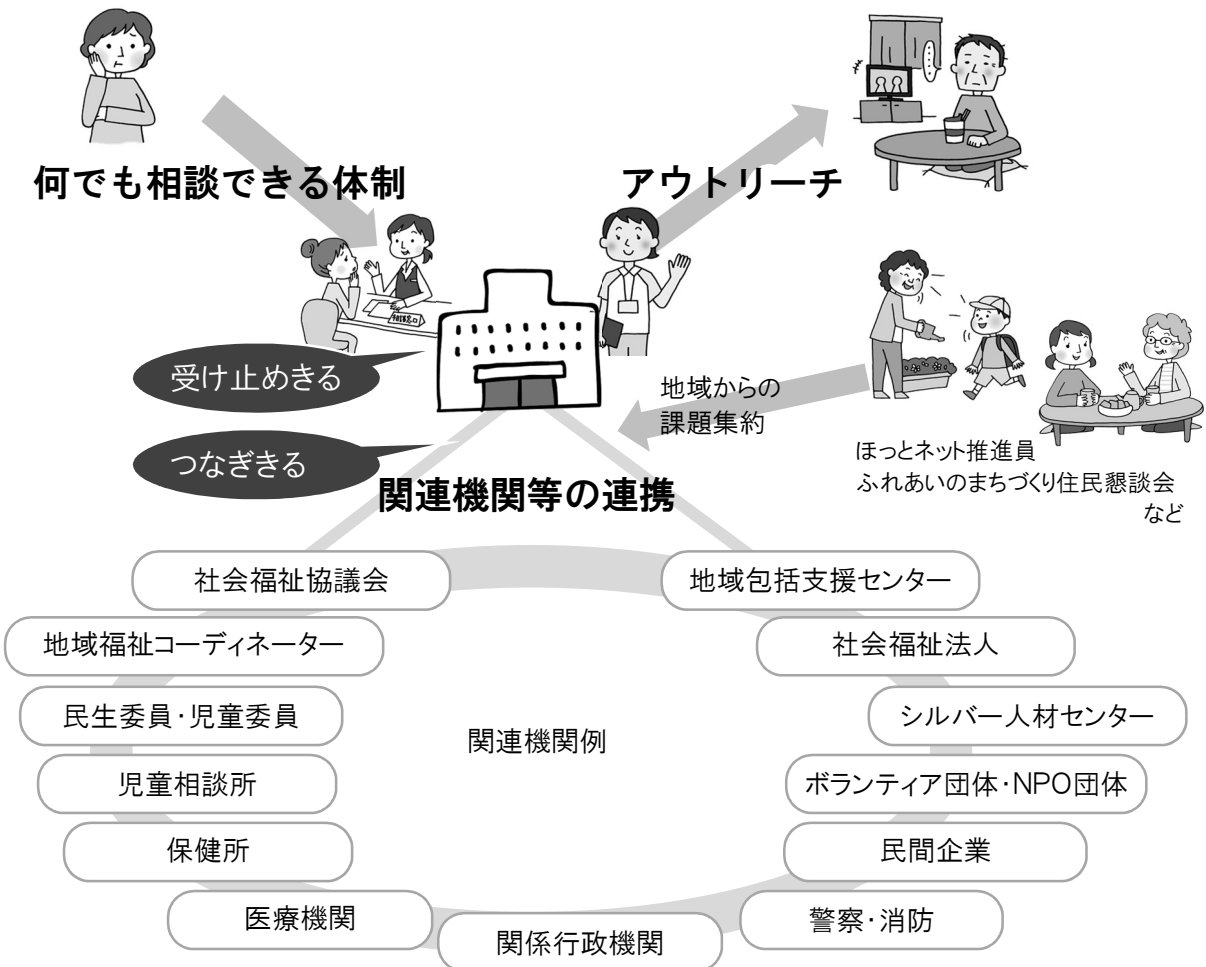 何でも相談できる体制
アウトリーチ
相談窓口
受け止めきる
地域からの
課題集約
つなぎきる
ほっとネット推進員
ふれあいのまちづくり住民懇談会
など
関連機関等の連携
社会福祉協議会
地域包括支援センター
地域福祉コーディネーター
社会福祉法人
民生委員・児童委員
シルバー人材センター
関連機関例
児童相談所
ボランティア団体・NPO団体
保健所
民間企業
医療機関
警察・消防
関係行政機関